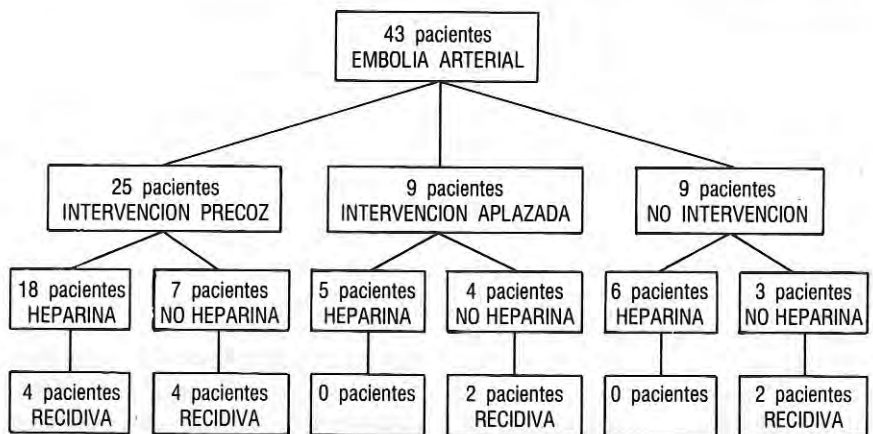 43 pacientes
EMBOLIA ARTERIAL
25 pacientes
INTERVENCION PRECOZ
9 pacientes
INTERVENCION APLAZADA
9 pacientes
NO INTERVENCION
18 pacientes
HEPARINA
7 pacientes
NO HEPARINA
5 pacientes
HEPARINA
4 pacientes
NO HEPARINA
6 pacientes
HEPARINA
3 pacientes
NO HEPARINA
4 pacientes
RECIDIVA
4 pacientes
RECIDIVA
0 pacientes
2 pacientes
RECIDIVA
0 pacientes
2 pacientes
RECIDIVA